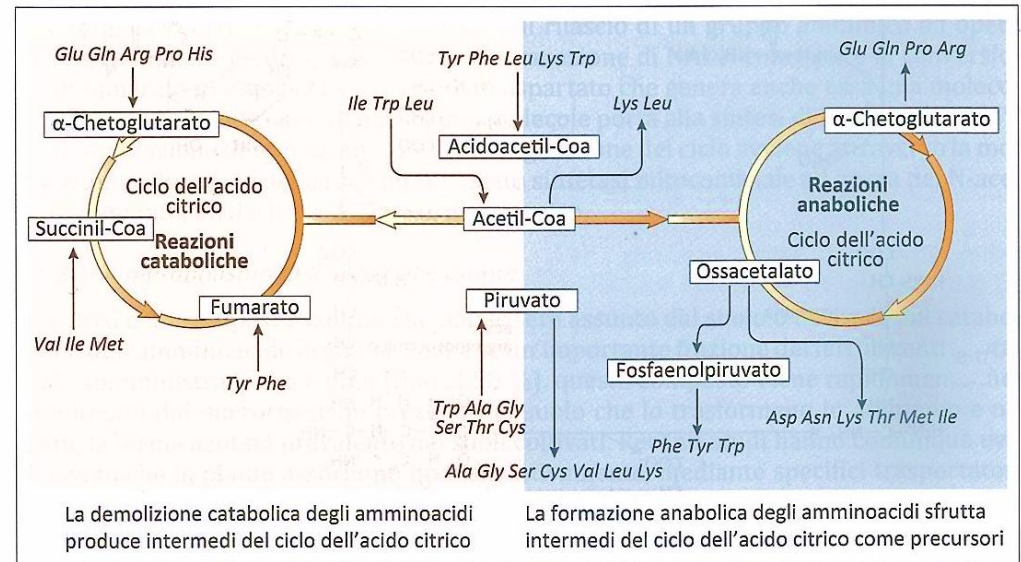 Glu Gln Arg Pro His
α-Chetoglutarato
Ciclo dell'acido
citrico
Reazioni
cataboliche
Succinil-Coa
Fumarato
Val Ile Met
Tyr Phe
Tyr Phe Leu Lys Trp
Ile Trp Leu
Lys Leu
Acidoacetil-Coa
Acetil-Coa
Piruvato
Trp Ala Gly
Ser Thr Cys
Ala Gly Ser Cys Val Leu Lys
Glu Gln Pro Arg
α-Chetoglutarato
Reazioni
anaboliche
Ciclo dell'acido
citrico
Ossacetalato
Fosfaenolpiruvato
Phe Tyr Trp
Asp Asn Lys Thr Met Ile
La demolizione catabolica degli amminoacidi
produce intermedi del ciclo dell'acido citrico
La formazione anabolica degli amminoacidi sfrutta
intermedi del ciclo dell'acido citrico come precursori